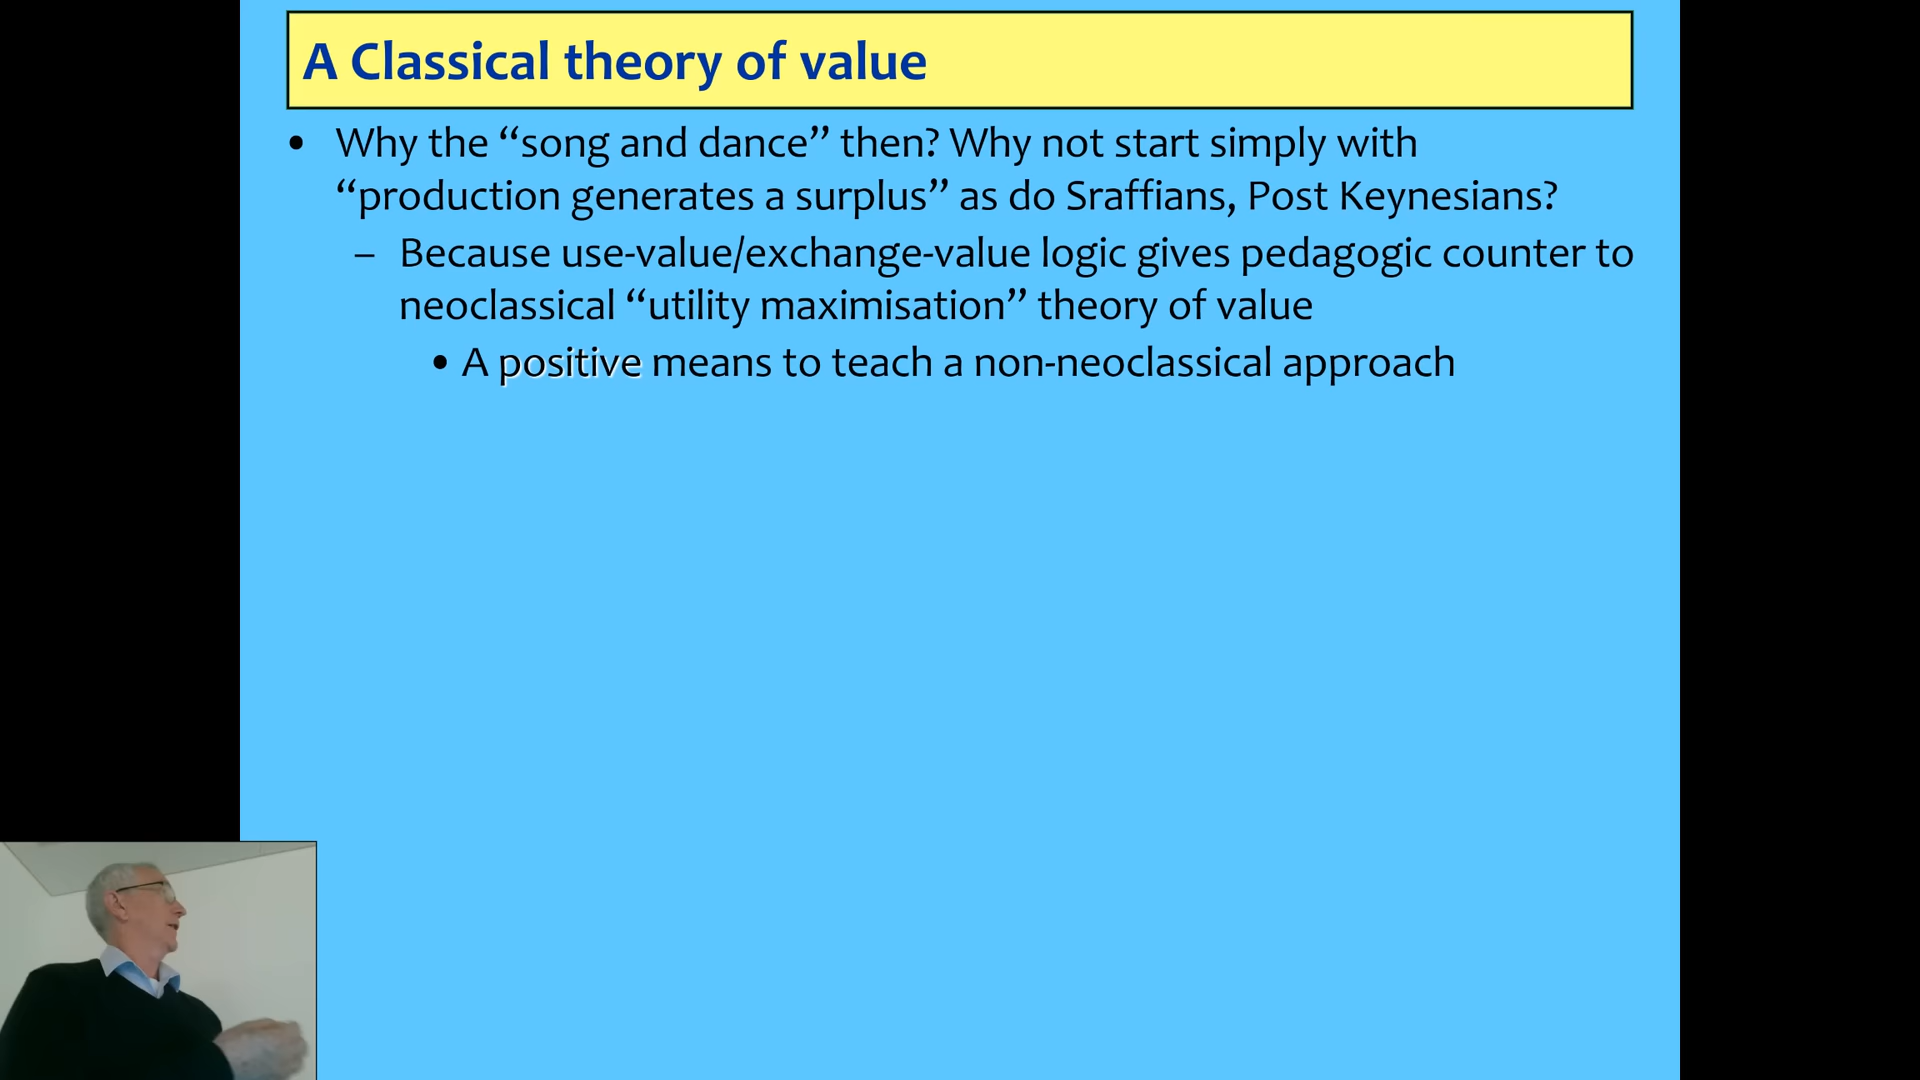 A Classical theory of value
• Why the “song and dance” then? Why not start simply with
“production generates a surplus” as do Sraffians, Post Keynesians?
– Because use-value/exchange-value logic gives pedagogic counter to
neoclassical “utility maximisation” theory of value
• A positive means to teach a non-neoclassical approach